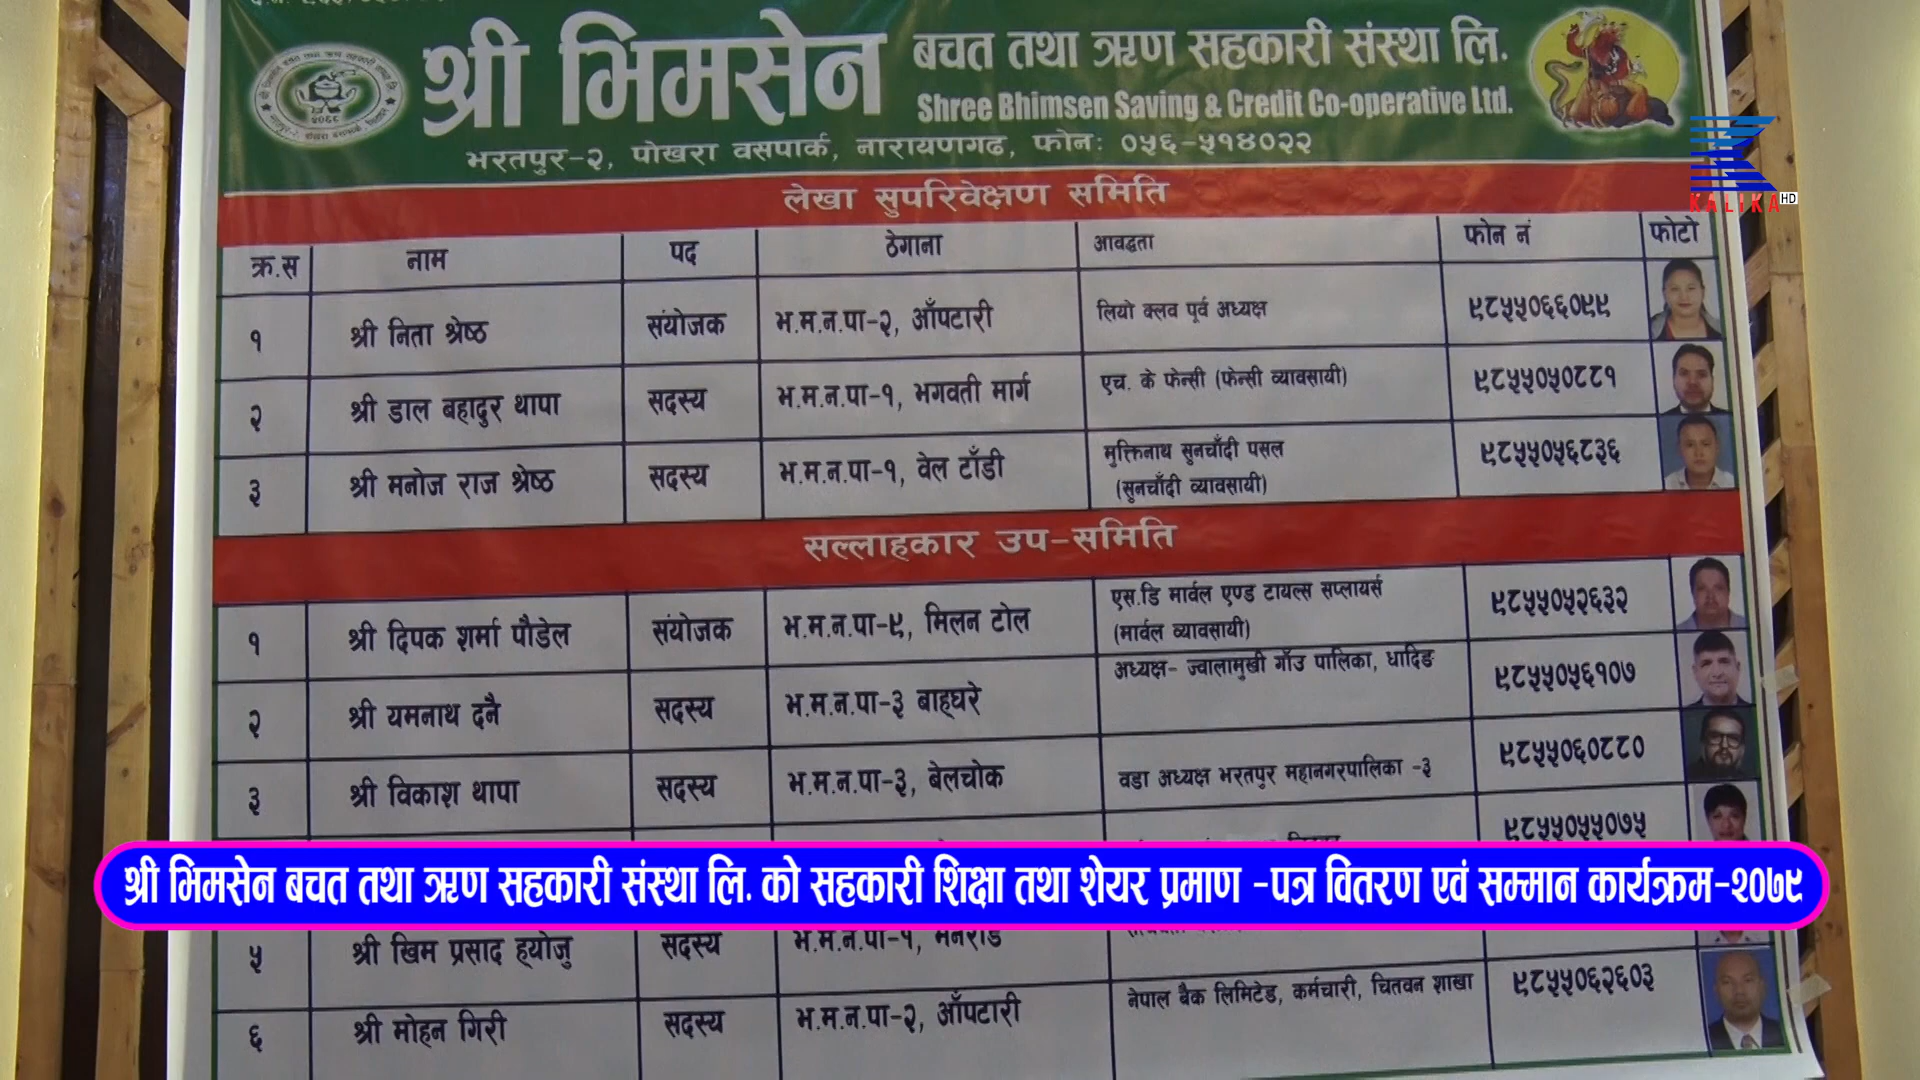 श्री भिमसेन बचत तथा ऋण सहकारी संस्था लि.
Shree Bhimsen Saving & Credit Co-operative Ltd.
भरतपुर-२, पोखरा वसपार्क, नारायणगढ, फोनः ०५६-५१४०२२
KALIKA HD
लेखा सुपरिवेक्षण समिति
क्र.स नाम पद ठेगाना आवद्धता फोन नं फोटो
१ श्री निता श्रेष्ठ संयोजक भ.म.न.पा-२, आँपटारी लियो क्लव पूर्व अध्यक्ष ९८५५०६६०९९
२ श्री डाल बहादुर थापा सदस्य भ.म.न.पा-१, भगवती मार्ग एच. के फेन्सी (फेन्सी व्यावसायी) ९८५५०५०८८१
३ श्री मनोज राज श्रेष्ठ सदस्य भ.म.न.पा-१, वेल टाँडी मुक्तिनाथ सुनचाँदी पसल ९८५५०५६८३६
(सुनचाँदी व्यावसायी)
सल्लाहकार उप-समिति
१ श्री दिपक शर्मा पौडेल संयोजक भ.म.न.पा-९, मिलन टोल एस.डि मार्वल एण्ड टायल्स सप्लायर्स ९८५५०५२६३२
(मार्वल व्यावसायी)
२ श्री यमनाथ दनै सदस्य भ.म.न.पा-३ बाह्घरे अध्यक्ष- ज्वालामुखी गाँउ पालिका, धादिङ ९८५५०५६१०७
३ श्री विकाश थापा सदस्य भ.म.न.पा-३, बेलचोक वडा अध्यक्ष भरतपुर महानगरपालिका -३ ९८५५०६०८८०
९८५५०५५०७५
श्री भिमसेन बचत तथा ऋण सहकारी संस्था लि. को सहकारी शिक्षा तथा शेयर प्रमाण -पत्र वितरण एवं सम्मान कार्यक्रम-२०७९
५ श्री खिम प्रसाद ह्योजु सदस्य भ.म.न.पा-१,
६ श्री मोहन गिरी सदस्य भ.म.न.पा-२, आँपटारी नेपाल बैंक लिमिटेड, कर्मचारी, चितवन शाखा ९८५५०६२६०३